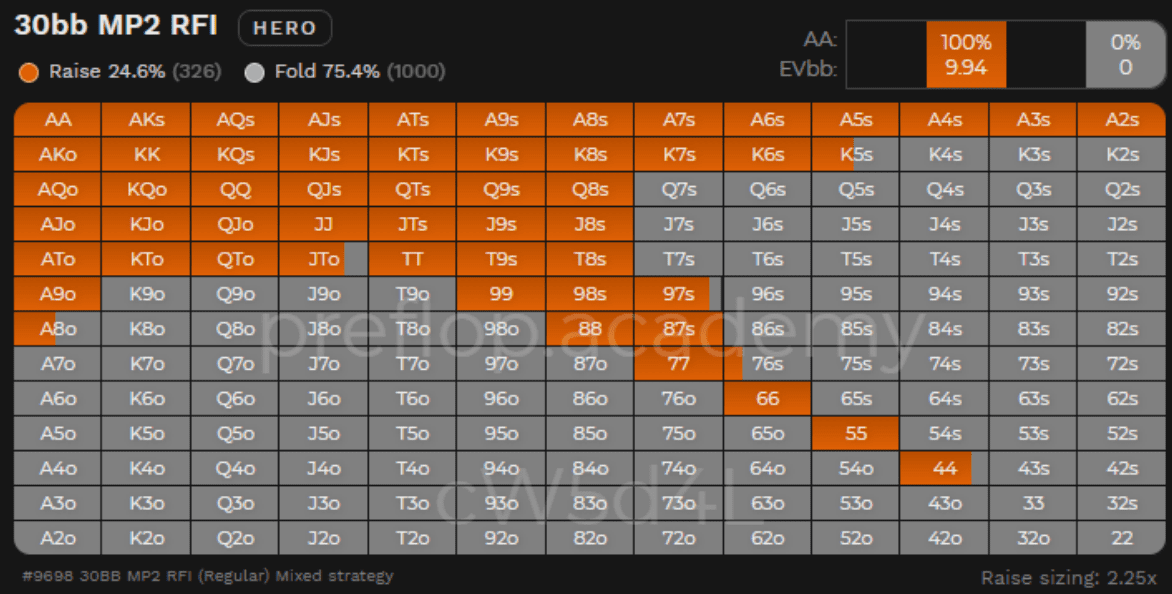 30bb MP2 RFI HERO
Raise 24.6% (326) Fold 75.4% (1000)
AA: 100% 0%
EVbb: 9.94 0
AA AKs AQs AJs ATs A9s A8s A7s A6s A5s A4s A3s A2s
AKo KK KQs KJs KTs K9s K8s K7s K6s K5s K4s K3s K2s
AQo KQo QQ QJs QTs Q9s Q8s Q7s Q6s Q5s Q4s Q3s Q2s
AJo KJo QJo JJ JTs J9s J8s J7s J6s J5s J4s J3s J2s
ATo KTo QTo JTo TT T9s T8s T7s T6s T5s T4s T3s T2s
A9o K9o Q9o J9o T9o 99 98s 97s 96s 95s 94s 93s 92s
A8o K8o Q8o J8o T8o 98o 88 87s 86s 85s 84s 83s 82s
preflop.academy
A7o K7o Q7o J7o T7o 97o 87o 77 76s 75s 74s 73s 72s
A6o K6o Q6o J6o T6o 96o 86o 76o 66 65s 64s 63s 62s
A5o K5o Q5o J5o T5o 95o 85o 75o 65o 55 54s 53s 52s
A4o K4o Q4o J4o T4o 94o 84o 74o 64o 54o 44 43s 42s
A3o K3o Q3o J3o T3o 93o 83o 73o 63o 53o 43o 33 32s
cW5d4L
A2o K2o Q2o J2o T2o 92o 82o 72o 62o 52o 42o 32o 22
#9698 30BB MP2 RFI (Regular) Mixed strategy
Raise sizing: 2.25x